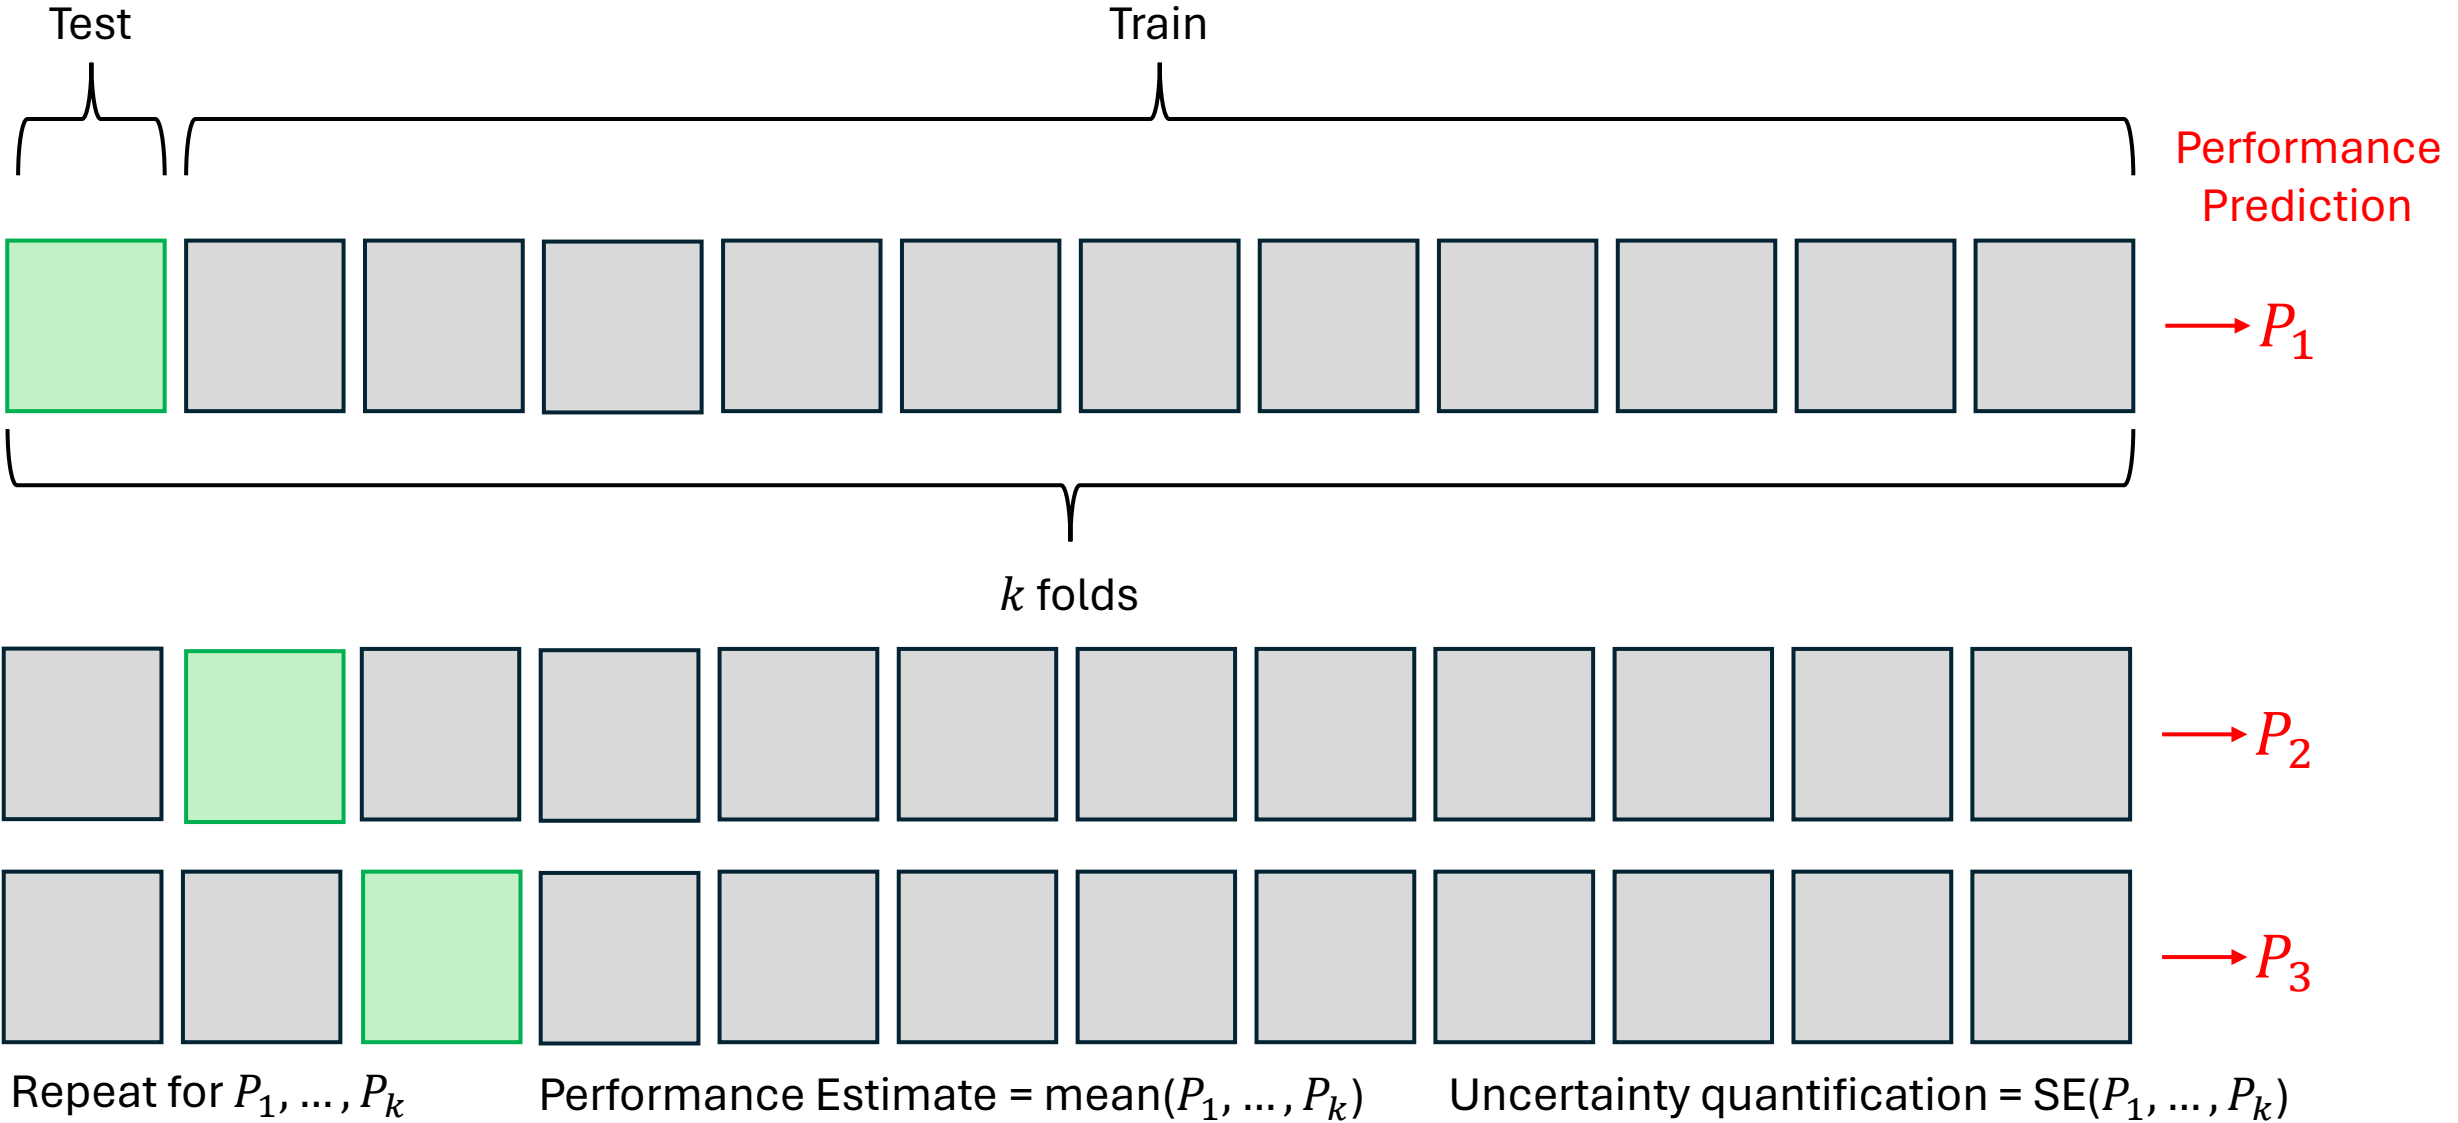 Test
Train
Performance
Prediction
P₁
k folds
P₂
P₃
Repeat for P₁, ... , Pₖ
Performance Estimate = mean(P₁, ... , Pₖ)
Uncertainty quantification = SE(P₁, ... , Pₖ)